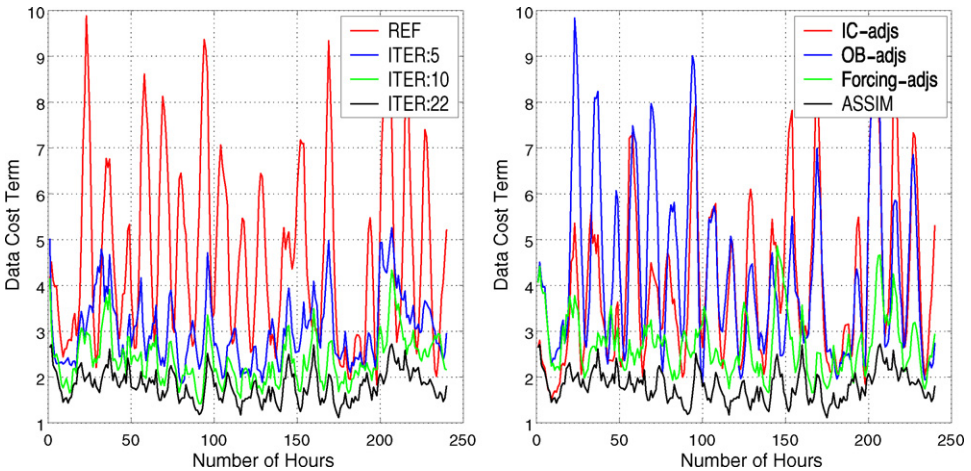 10
9
8
7
6
5
4
3
2
1
Data Cost Term
0
50
100
150
200
250
Number of Hours
REF
ITER:5
ITER:10
ITER:22
10
9
8
7
6
5
4
3
2
1
Data Cost Term
0
50
100
150
200
250
Number of Hours
IC-adjs
OB-adjs
Forcing-adjs
ASSIM